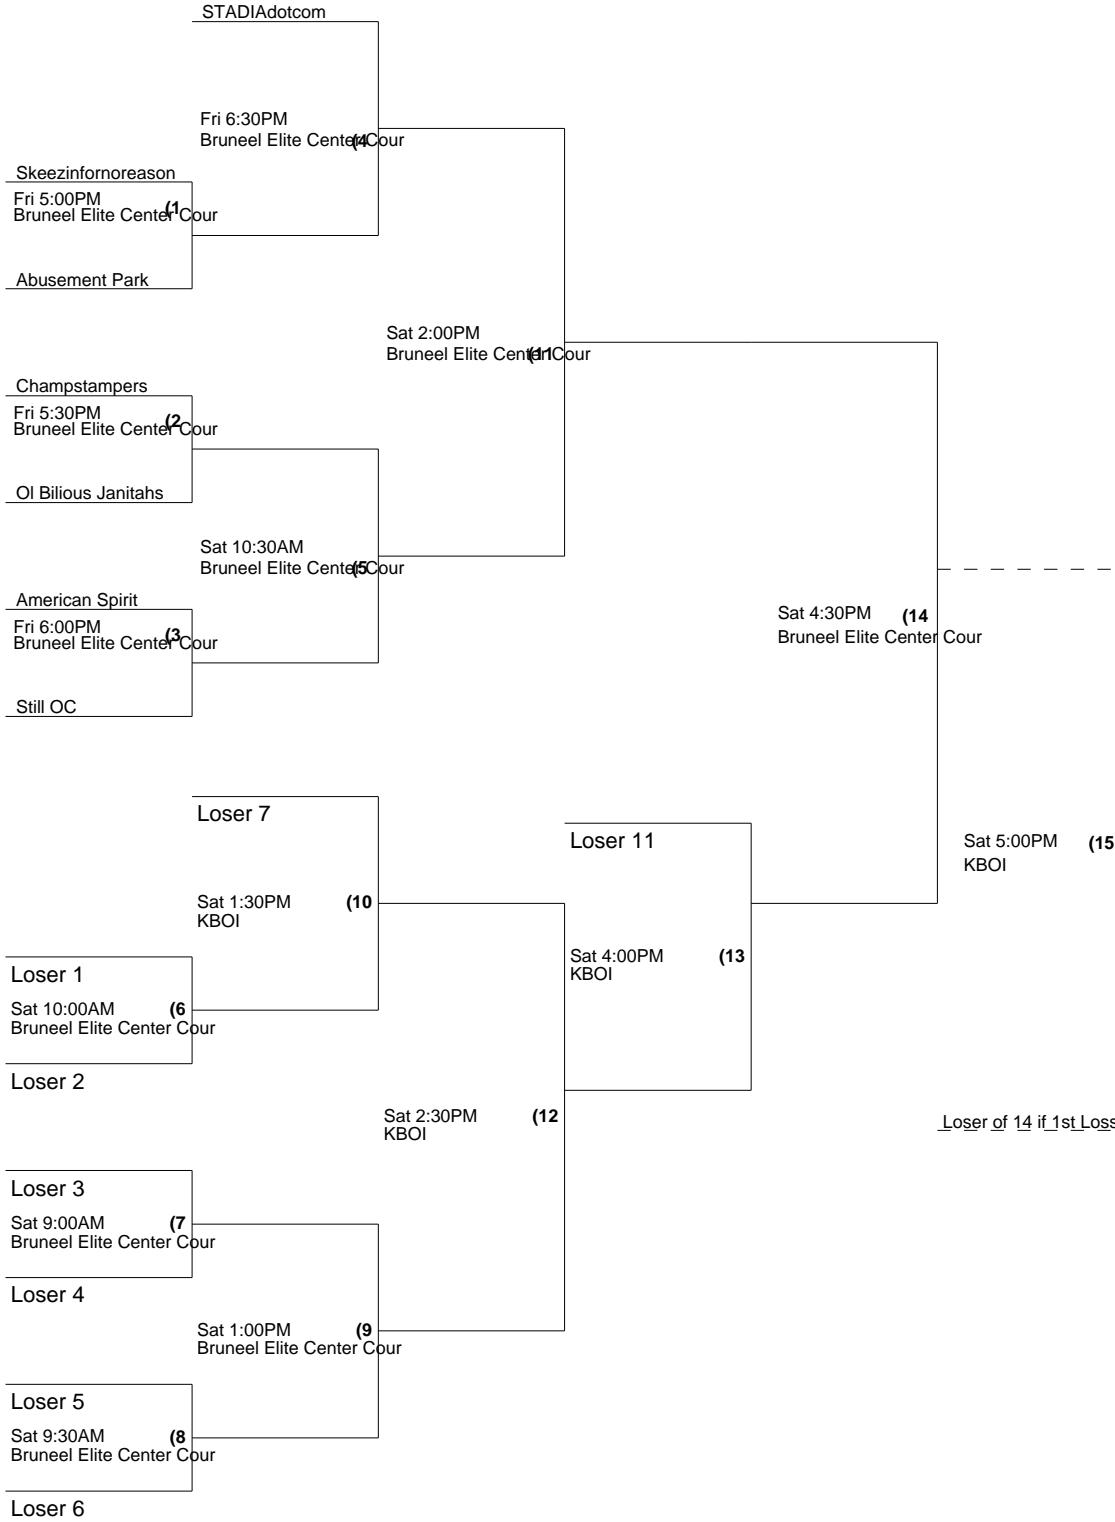 STADIAdotcom
Fri 6:30PM
Bruneel Elite Center Cour (4
Skeezinfornoreason
Fri 5:00PM
Bruneel Elite Center Cour (1
Abusement Park
Sat 2:00PM
Bruneel Elite Center Cour (11
Champstampers
Fri 5:30PM
Bruneel Elite Center Cour (2
Ol Bilious Janitahs
Sat 10:30AM
Bruneel Elite Center Cour (5
American Spirit
Fri 6:00PM
Bruneel Elite Center Cour (3
Still OC
Sat 4:30PM (14
Bruneel Elite Center Cour
Loser 7
Loser 11
Sat 5:00PM (15
KBOI
Sat 1:30PM (10
KBOI
Sat 4:00PM (13
KBOI
Loser 1
Sat 10:00AM (6
Bruneel Elite Center Cour
Loser 2
Sat 2:30PM (12
KBOI
Loser of 14 if 1st Loss
Loser 3
Sat 9:00AM (7
Bruneel Elite Center Cour
Loser 4
Sat 1:00PM (9
Bruneel Elite Center Cour
Loser 5
Sat 9:30AM (8
Bruneel Elite Center Cour
Loser 6